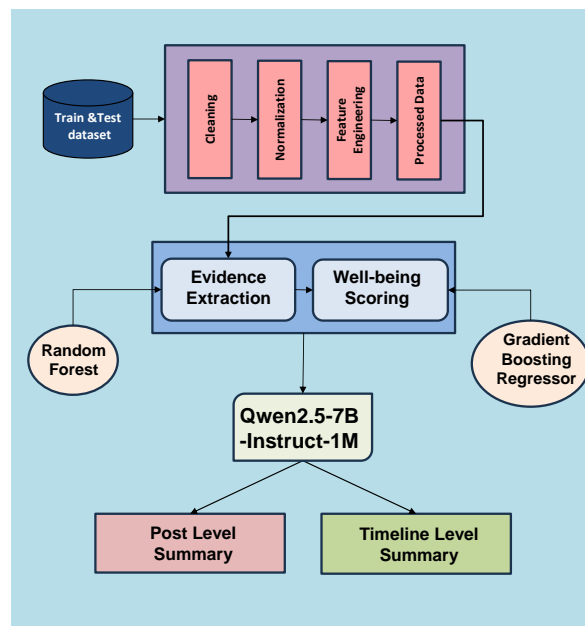 Train &Test
dataset
Cleaning
Normalization
Feature
Engineering
Processed Data
Evidence
Extraction
Well-being
Scoring
Random
Forest
Gradient
Boosting
Regressor
Qwen2.5-7B
-Instruct-1M
Post Level
Summary
Timeline Level
Summary